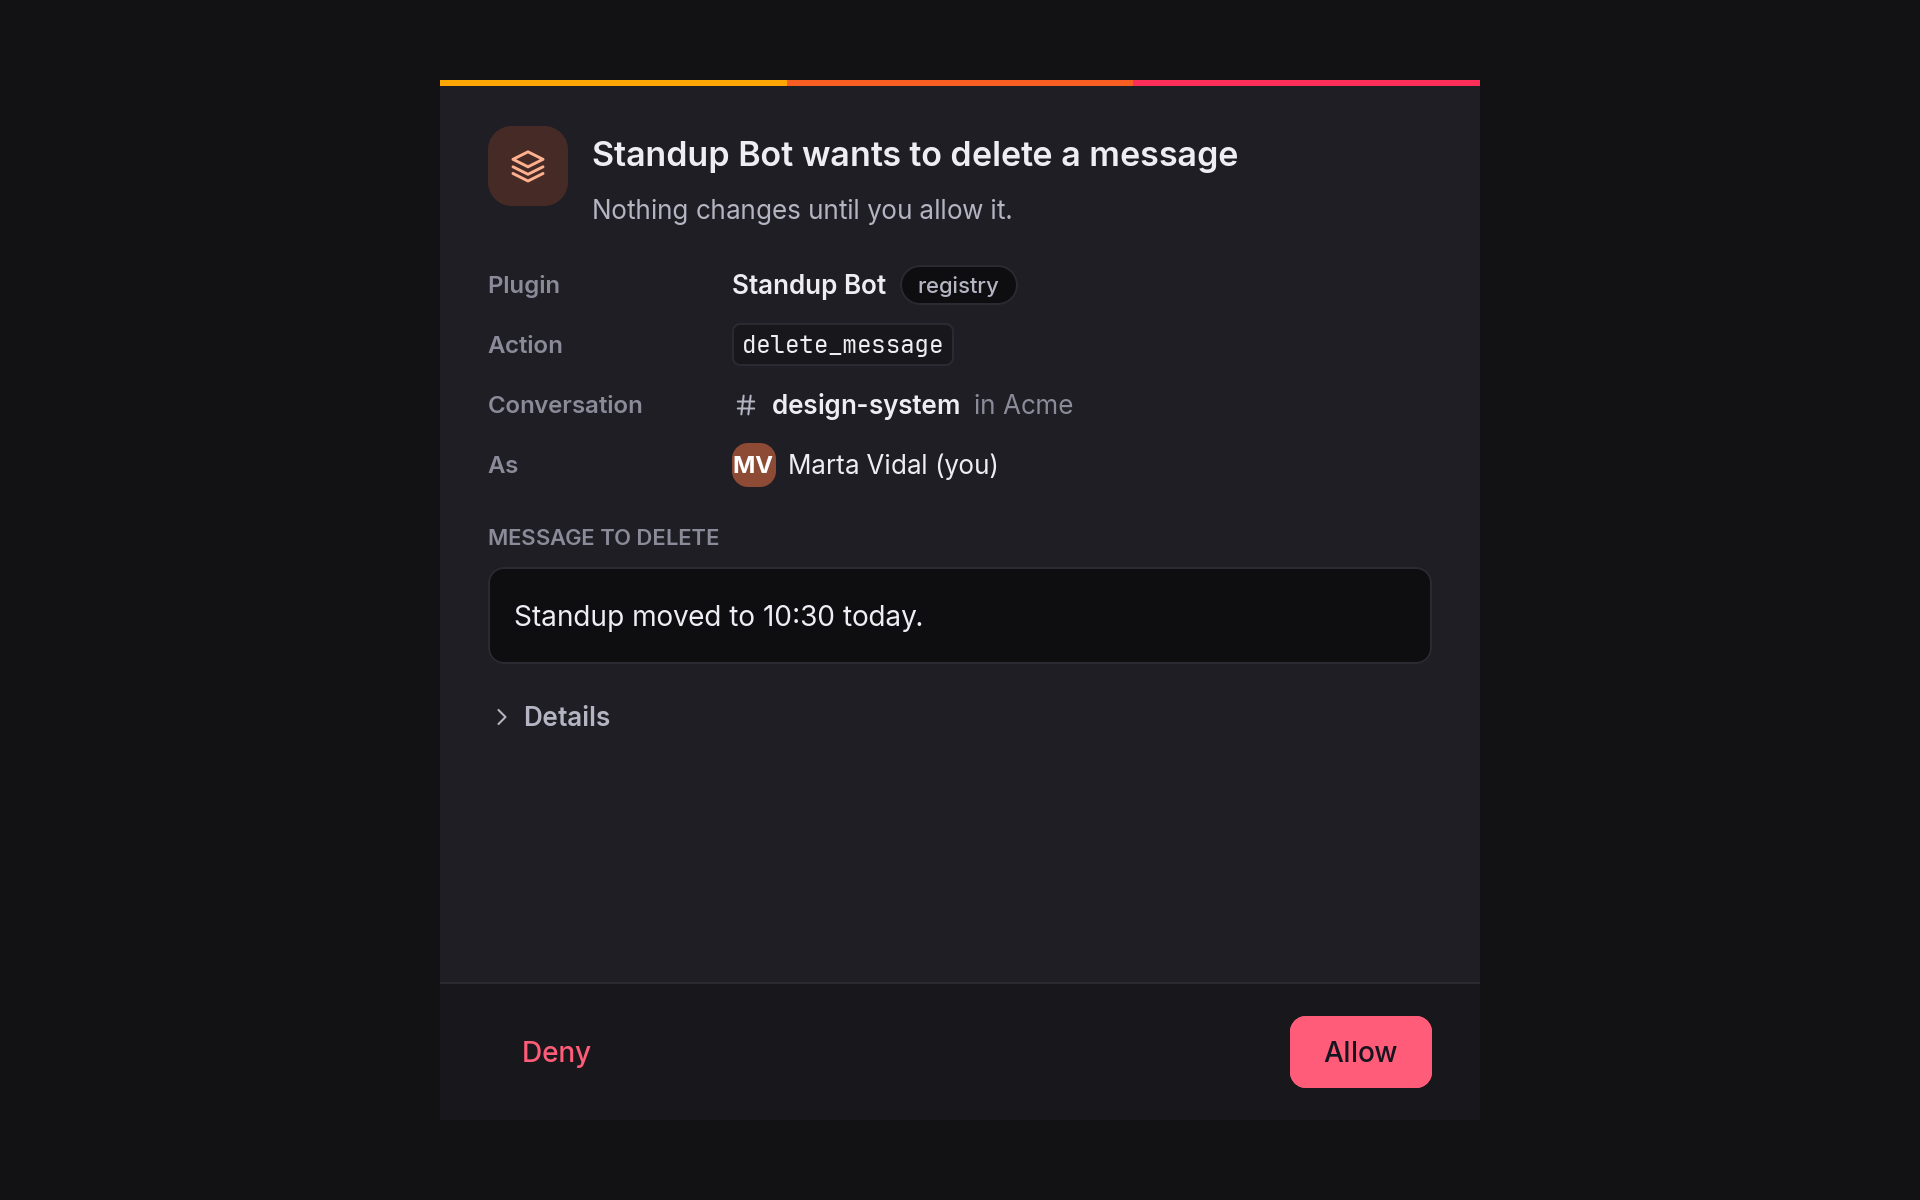 Standup Bot wants to delete a message
Nothing changes until you allow it.
Plugin Standup Bot registry
Action delete_message
Conversation # design-system in Acme
As MV Marta Vidal (you)
MESSAGE TO DELETE
Standup moved to 10:30 today.
Details
Deny Allow